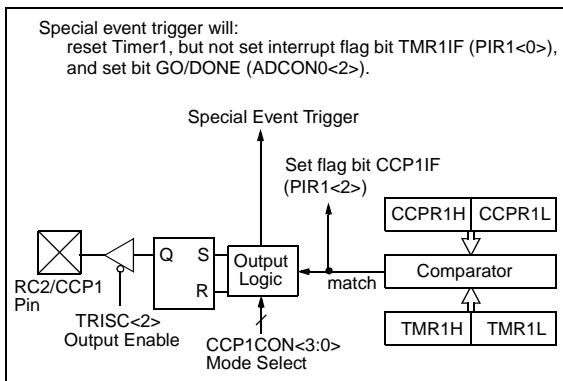 Special event trigger will:
reset Timer1, but not set interrupt flag bit TMR1IF (PIR1<0>),
and set bit GO/DONE (ADCON0<2>).
Special Event Trigger
Set flag bit CCP1IF
(PIR1<2>)
CCPR1H CCPR1L
Q S
R
Output
Logic
match
Comparator
RC2/CCP1
Pin
TRISC<2>
Output Enable
CCP1CON<3:0>
Mode Select
TMR1H TMR1L